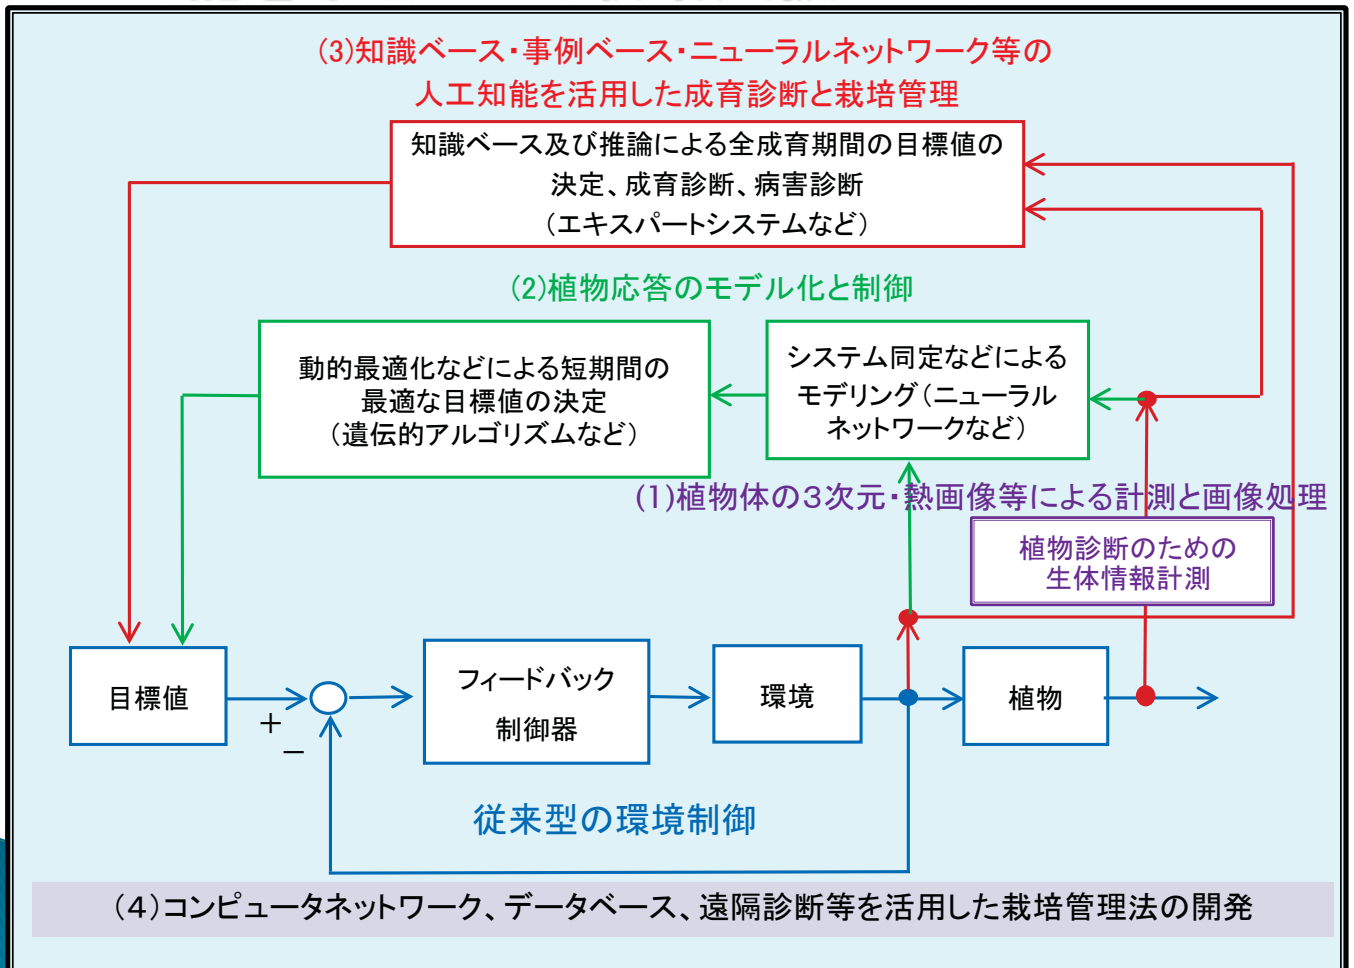 (3)知識ベース・事例ベース・ニューラルネットワーク等の
人工知能を活用した成育診断と栽培管理
知識ベース及び推論による全成育期間の目標値の
決定、成育診断、病害診断
(エキスパートシステムなど)
(2)植物応答のモデル化と制御
動的最適化などによる短期間の
最適な目標値の決定
(遺伝的アルゴリズムなど)
システム同定などによる
モデリング(ニューラル
ネットワークなど)
(1)植物体の3次元・熱画像等による計測と画像処理
植物診断のための
生体情報計測
目標値
+
−
フィードバック
制御器
環境
植物
従来型の環境制御
(4)コンピュータネットワーク、データベース、遠隔診断等を活用した栽培管理法の開発